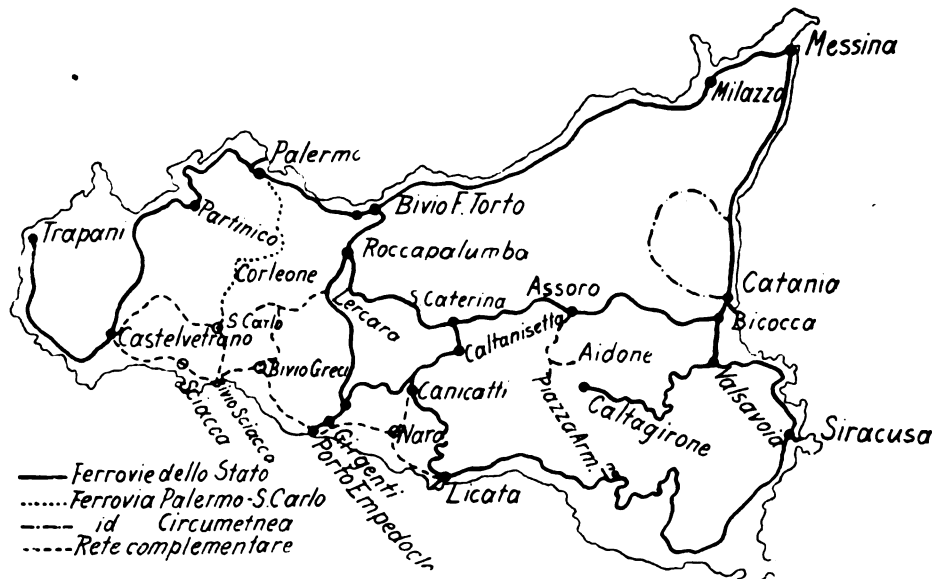 Messina
Milazzo
Palermo
Bivio F. Torto
Partinico
Trapani
Roccapalumba
Corleone
Assoro
Catania
S. Caterina
Lercara
Bicocca
S. Carlo
Castelvetrano
Caltanisetta
Aidone
Bivio Greci
Canicatti
Piazza Arm.
Caltagirone
Valsavoia
Sciacca
Bivio Sciacca
Siracusa
Naro
Girgenti
Porto Empedocle
Licata
Ferrovie dello Stato
Ferrovia Palermo-S. Carlo
id Circumetnea
Rete complementare